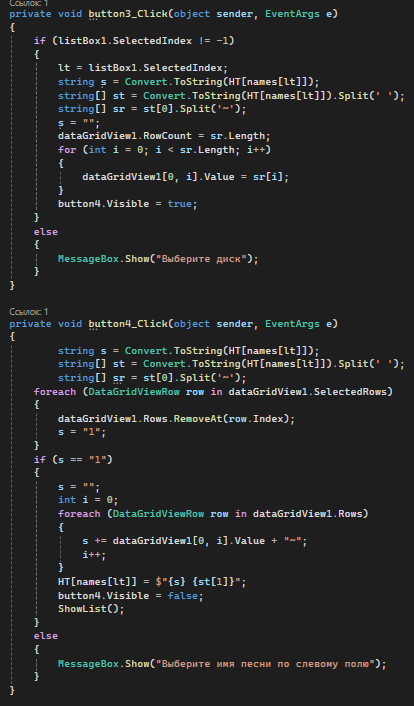 Ссылок: 1
private void button3_Click(object sender, EventArgs e)
{
if (listBox1.SelectedIndex != -1)
{
lt = listBox1.SelectedIndex;
string s = Convert.ToString(HT[names[lt]]);
string[] st = Convert.ToString(HT[names[lt]]).Split(' ');
string[] sr = st[0].Split('~');
s = "";
dataGridView1.RowCount = sr.Length;
for (int i = 0; i < sr.Length; i++)
{
dataGridView1[0, i].Value = sr[i];
}
button4.Visible = true;
}
else
{
MessageBox.Show("Выберите диск");
}
}
Ссылок: 1
private void button4_Click(object sender, EventArgs e)
{
string s = Convert.ToString(HT[names[lt]]);
string[] st = Convert.ToString(HT[names[lt]]).Split(' ');
string[] sr = st[0].Split('~');
foreach (DataGridViewRow row in dataGridView1.SelectedRows)
{
dataGridView1.Rows.RemoveAt(row.Index);
s = "1";
}
if (s == "1")
{
s = "";
int i = 0;
foreach (DataGridViewRow row in dataGridView1.Rows)
{
s += dataGridView1[0, i].Value + "~";
i++;
}
HT[names[lt]] = $"{s} {st[1]}";
button4.Visible = false;
ShowList();
}
else
{
MessageBox.Show("Выберите имя песни по слевому полю");
}
}